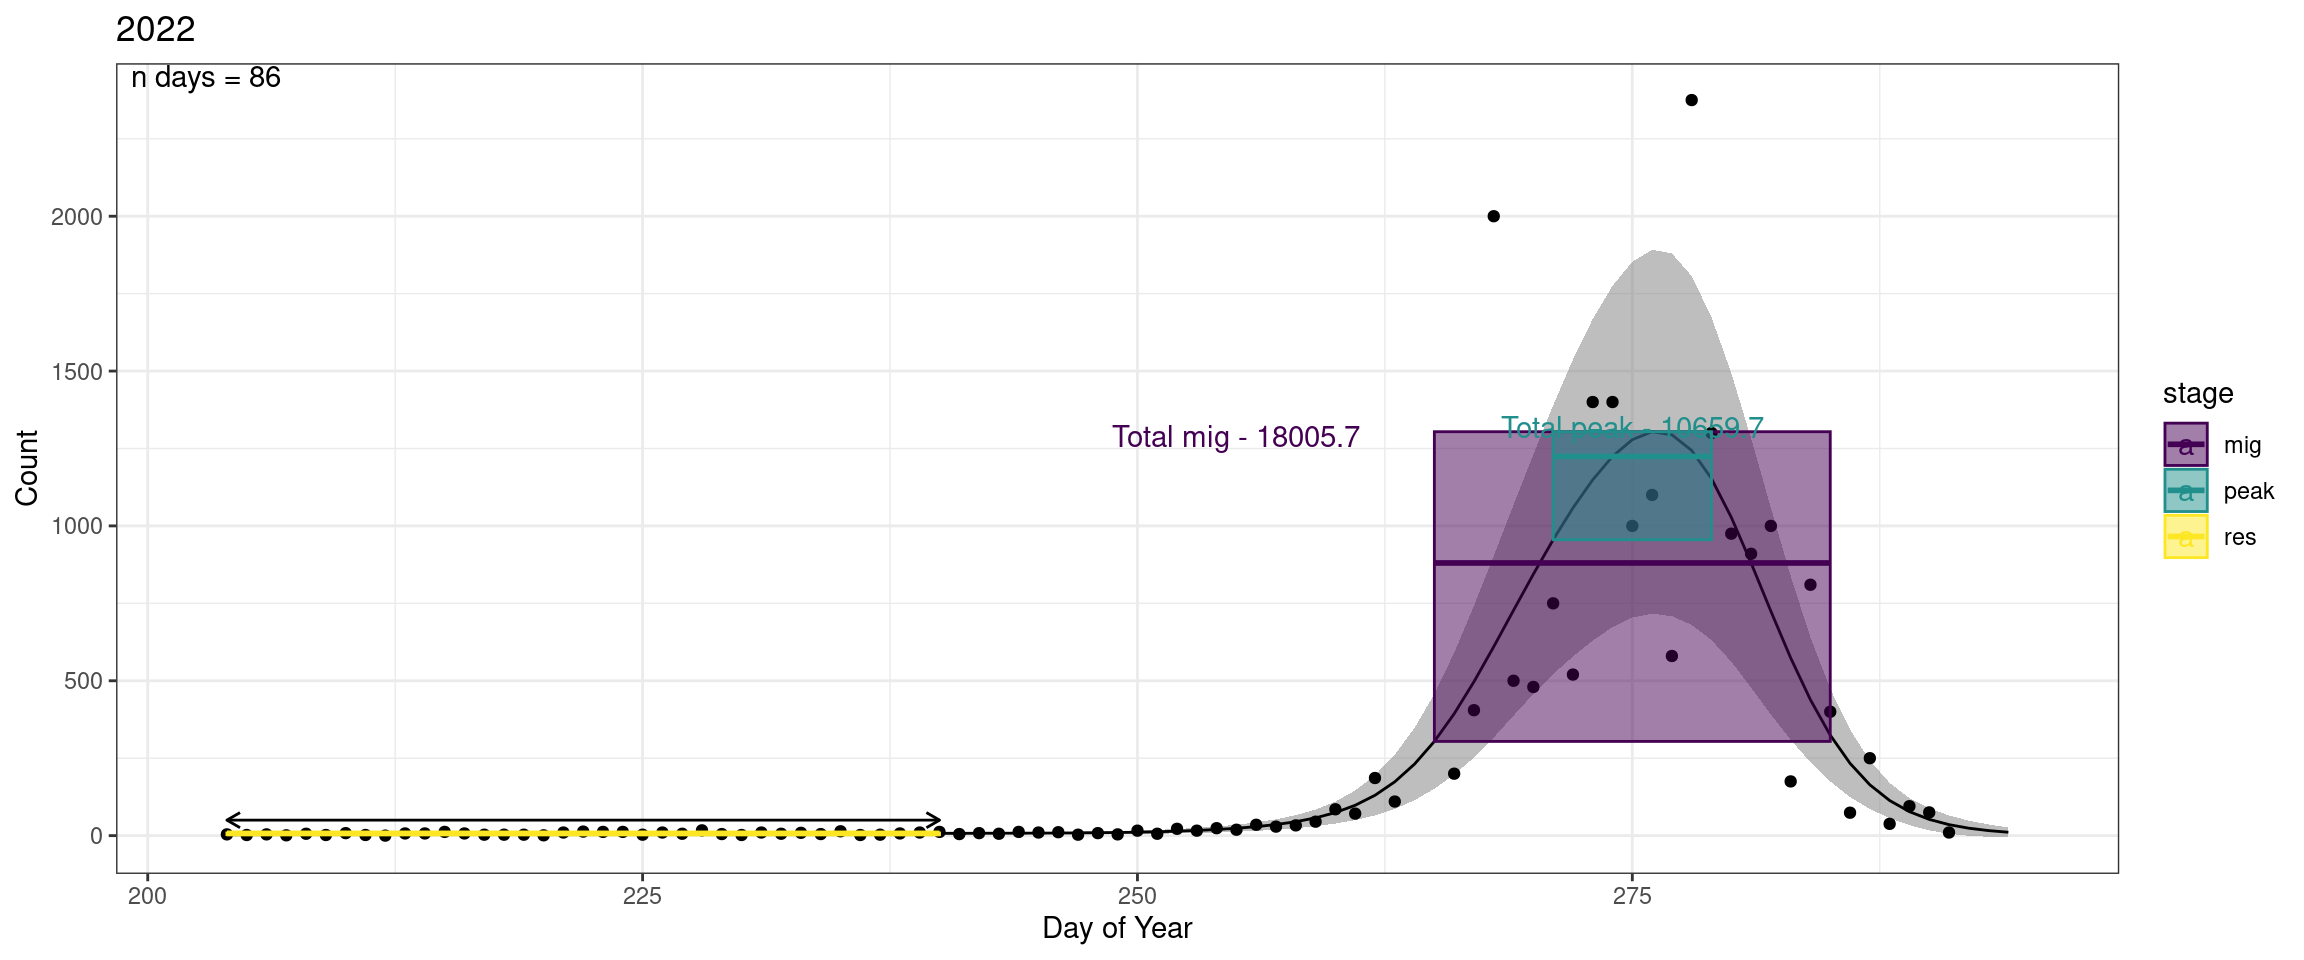 2022
n days = 86
2000
1500
1000
500
0
Count
Total mig - 18005.7
Total peak - 10659.7
200
225
250
275
Day of Year
stage
a mig
a peak
a res